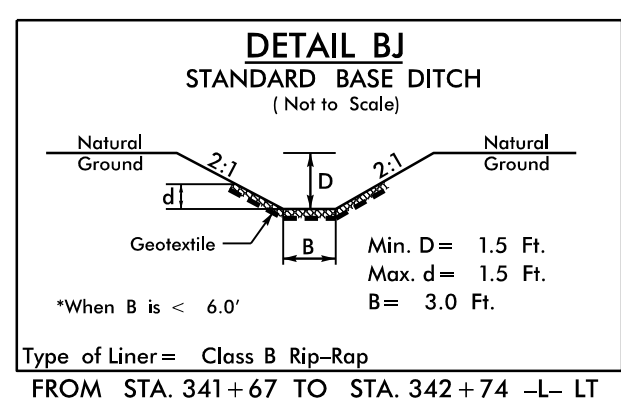 DETAIL BJ
STANDARD BASE DITCH
( Not to Scale)
Natural
Ground
2:1
D
2:1
Natural
Ground
d
Geotextile
B
Min. D= 1.5 Ft.
Max. d= 1.5 Ft.
B= 3.0 Ft.
*When B is < 6.0'
Type of Liner= Class B Rip-Rap
FROM STA. 341+67 TO STA. 342+74 -L- LT